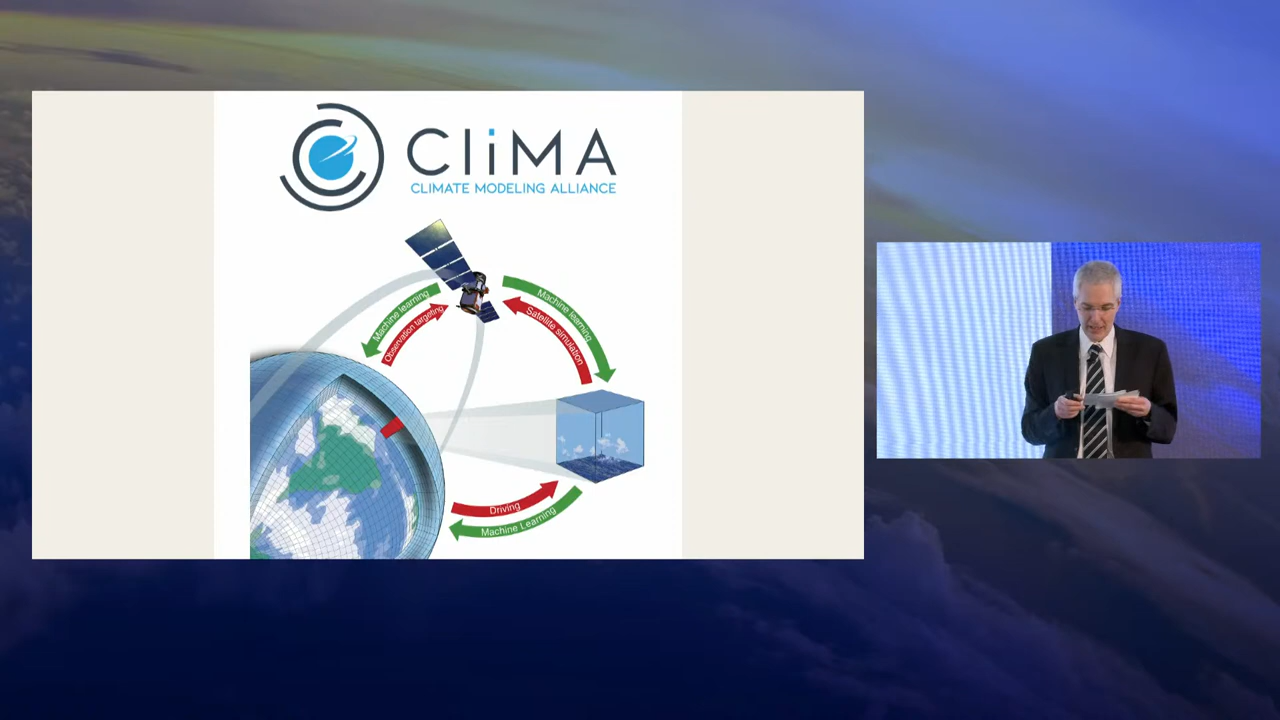 CliMA
CLIMATE MODELING ALLIANCE
Machine learning
Observation targeting
Machine learning
Satellite simulation
Driving
Machine Learning